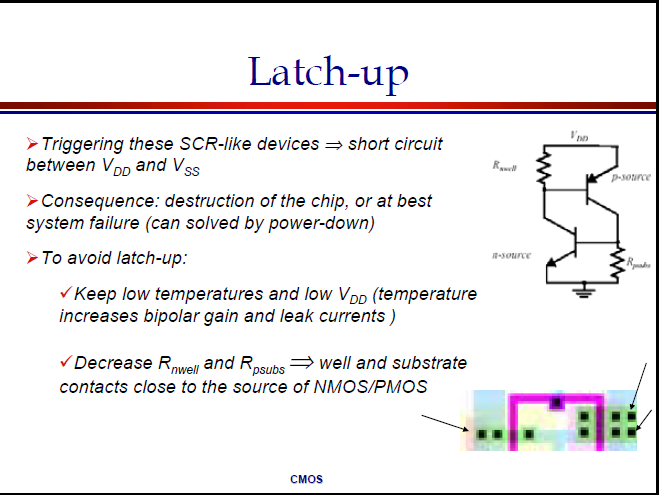 Latch-up
➢Triggering these SCR-like devices ⇒ short circuit
between VDD and VSS
➢Consequence: destruction of the chip, or at best
system failure (can solved by power-down)
➢To avoid latch-up:
✓Keep low temperatures and low VDD (temperature
increases bipolar gain and leak currents )
✓Decrease Rnwell and Rpsubs ⇒ well and substrate
contacts close to the source of NMOS/PMOS
VDD
Rnwell
p-source
n-source
Rpsubs
CMOS